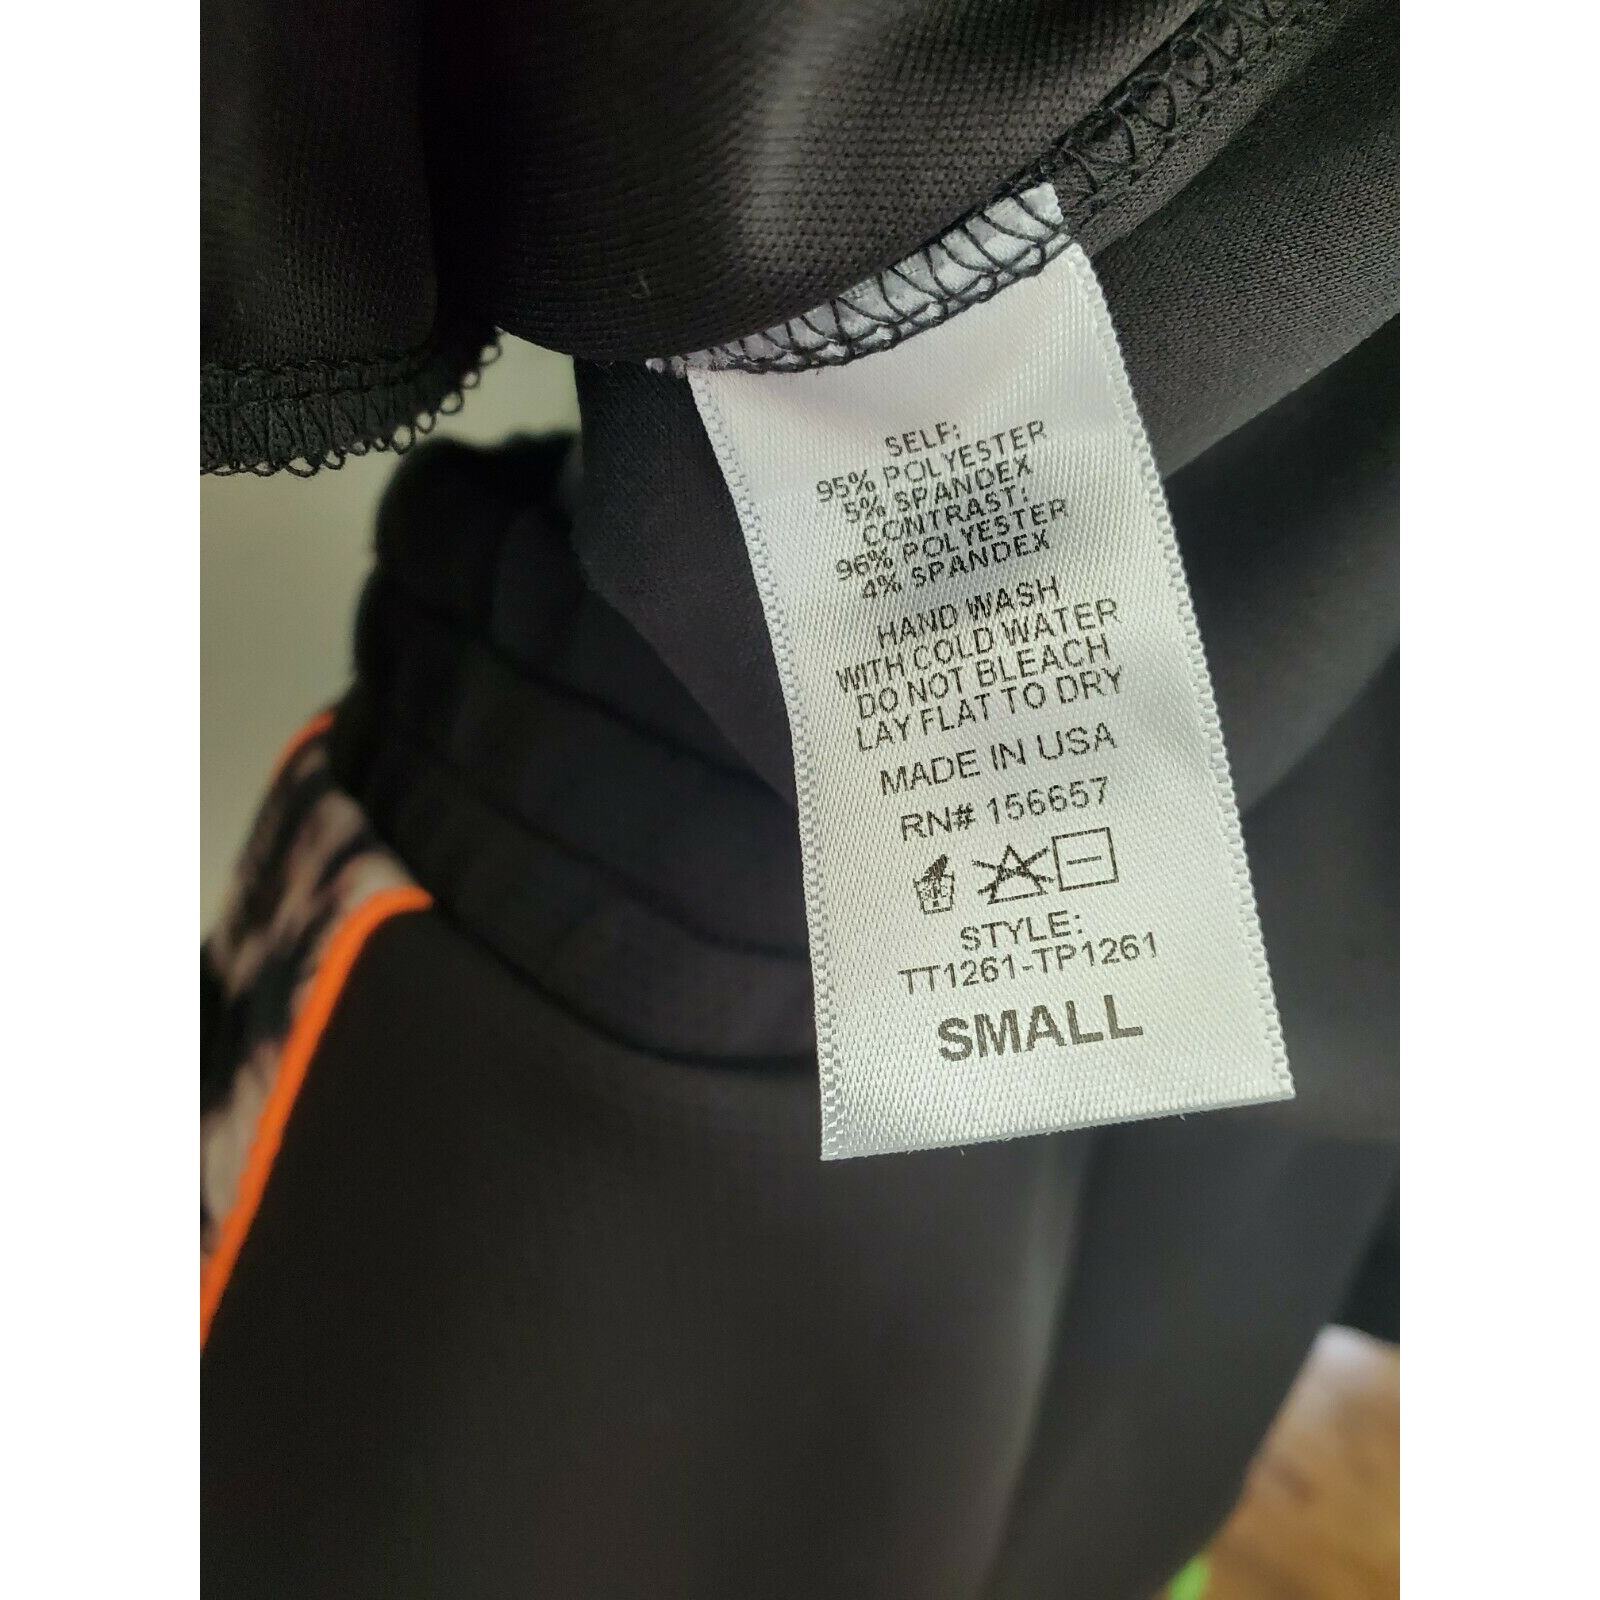 SELF:
95% POLYESTER
5% SPANDEX
CONTRAST:
96% POLYESTER
4% SPANDEX
HAND WASH
WITH COLD WATER
DO NOT BLEACH
LAY FLAT TO DRY
MADE IN USA
RN# 156657
STYLE:
TT1261-TP1261
SMALL